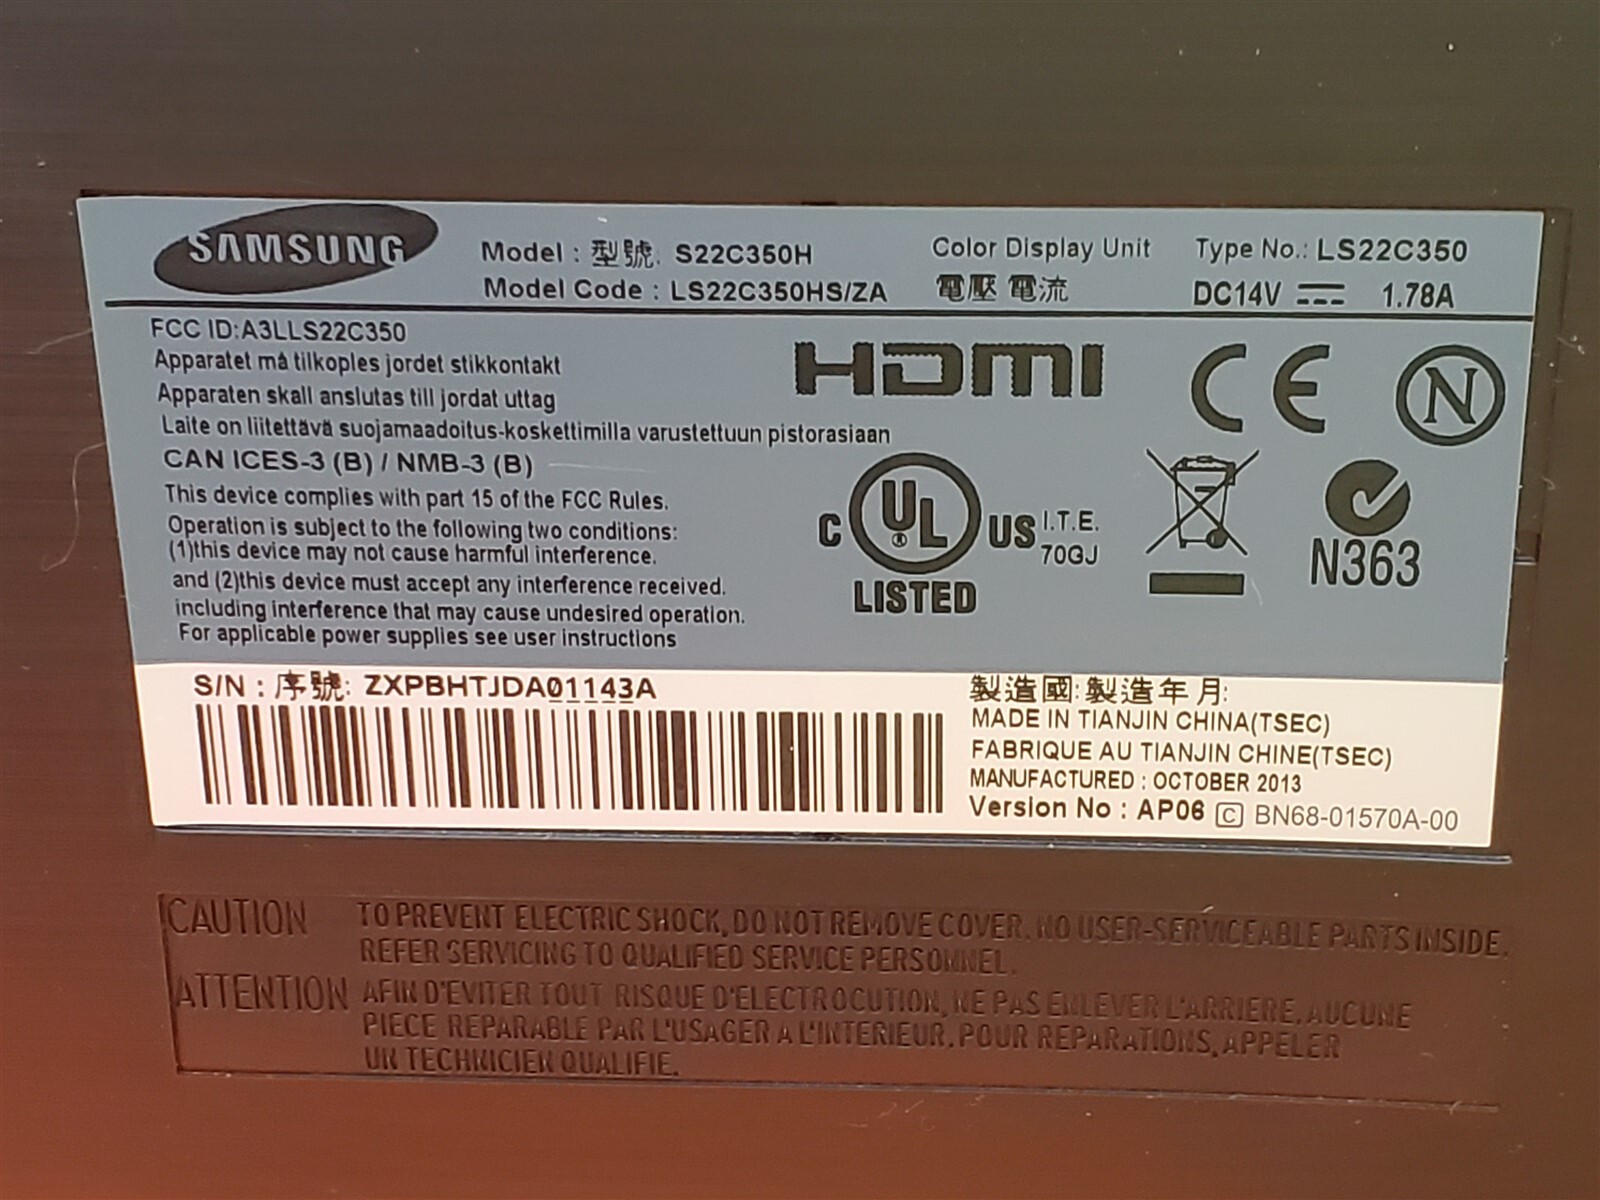 SAMSUNG
Model : 型號: S22C350H
Model Code : LS22C350HS/ZA
Color Display Unit
電壓 電流
Type No.: LS22C350
DC14V 1.78A
FCC ID:A3LLS22C350
Apparatet må tilkoples jordet stikkontakt
Apparaten skall anslutas till jordat uttag
Laite on liitettävä suojamaadoitus-koskettimilla varustettuun pistorasiaan
CAN ICES-3 (B) / NMB-3 (B)
This device complies with part 15 of the FCC Rules.
Operation is subject to the following two conditions:
(1)this device may not cause harmful interference.
and (2)this device must accept any interference received.
including interference that may cause undesired operation.
For applicable power supplies see user instructions
HDMI
CE
N
C UL ® US
LISTED
I.T.E.
70GJ
N363
S/N : 序號: ZXPBHTJDA01143A
製造國: 製造年月:
MADE IN TIANJIN CHINA(TSEC)
FABRIQUE AU TIANJIN CHINE(TSEC)
MANUFACTURED : OCTOBER 2013
Version No : AP06 C BN68-01570A-00
CAUTION TO PREVENT ELECTRIC SHOCK, DO NOT REMOVE COVER. NO USER-SERVICEABLE PARTS INSIDE.
REFER SERVICING TO QUALIFIED SERVICE PERSONNEL.
ATTENTION AFIN D'EVITER TOUT RISQUE D'ELECTROCUTION, NE PAS ENLEVER L'ARRIERE. AUCUNE
PIECE REPARABLE PAR L'USAGER A L'INTERIEUR. POUR REPARATIONS, APPELER
UN TECHNICIEN QUALIFIE.